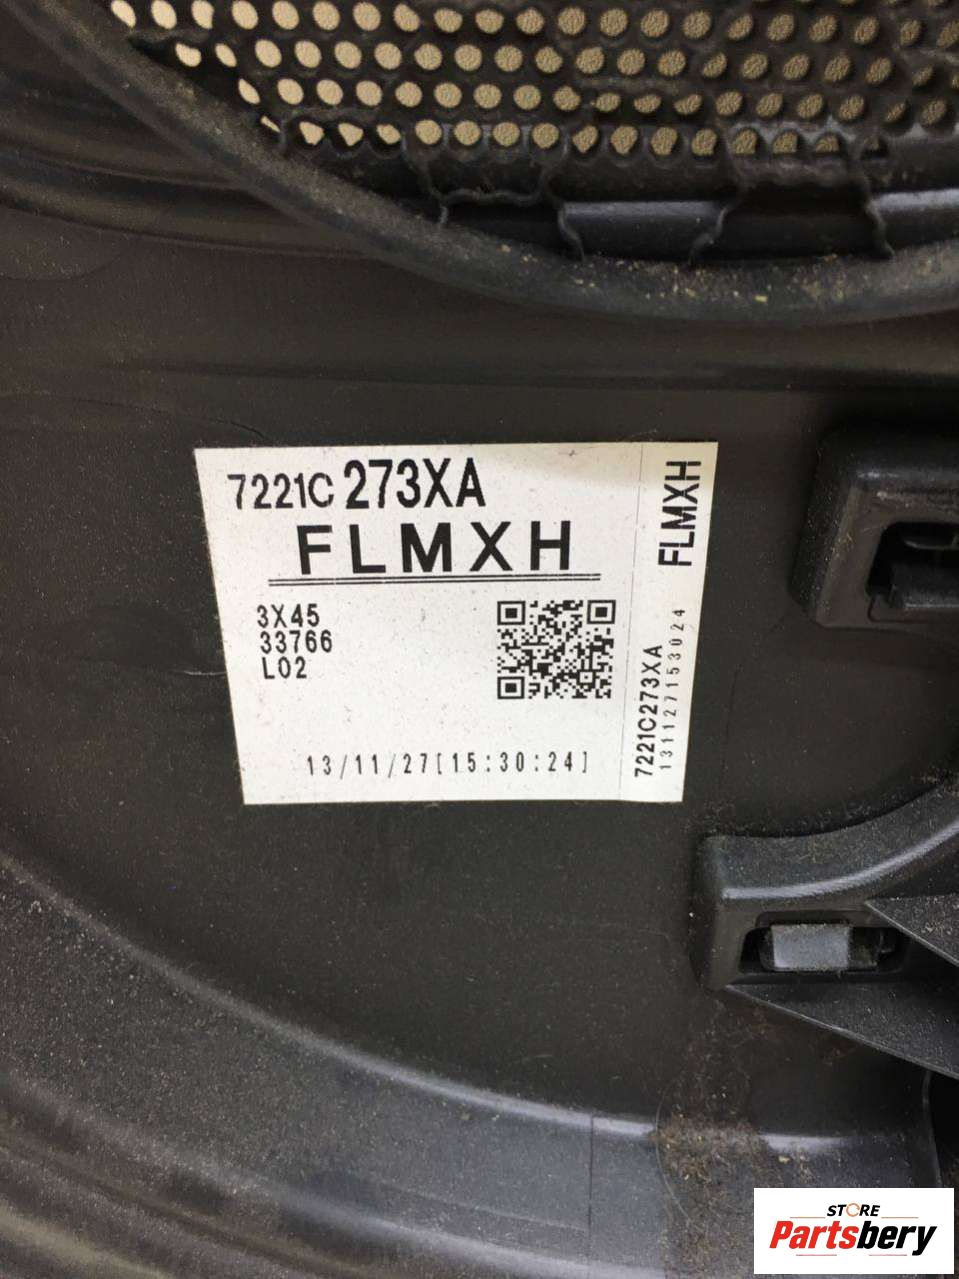 7221C 273XA
FLMXH
3X45
33766
L02
13/11/27[15:30:24]
FLMXH
7221C273XA
131127153024
STORE
Partsbery